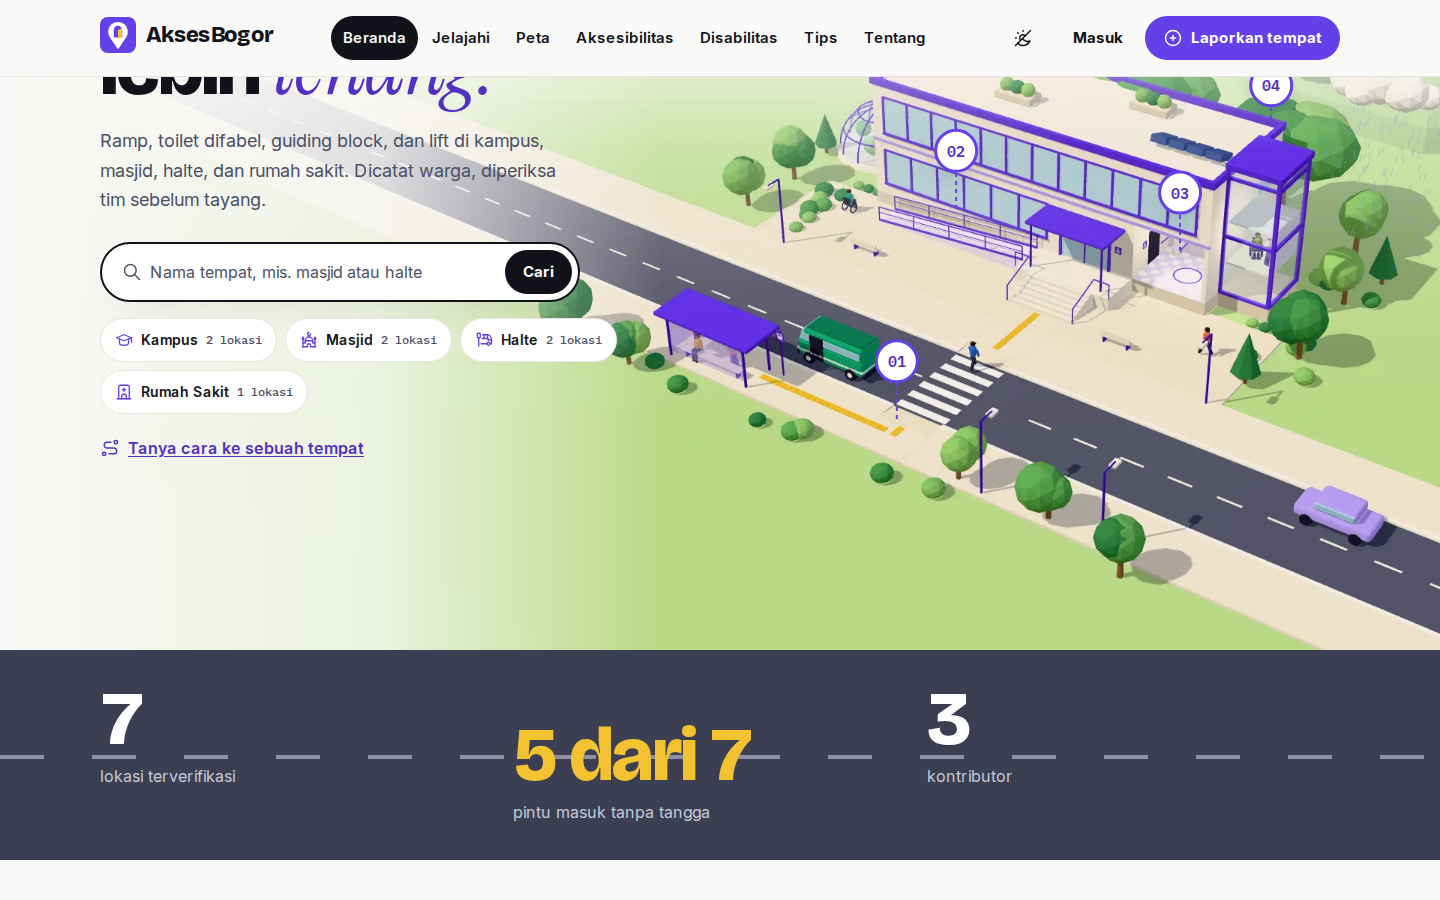 AksesBogor
Beranda
Jelajahi
Peta
Aksesibilitas
Disabilitas
Tips
Tentang
Masuk
Laporkan tempat
lebih tenang.
Ramp, toilet difabel, guiding block, dan lift di kampus,
masjid, halte, dan rumah sakit. Dicatat warga, diperiksa
tim sebelum tayang.
Nama tempat, mis. masjid atau halte
Cari
Kampus 2 lokasi
Masjid 2 lokasi
Halte 2 lokasi
Rumah Sakit 1 lokasi
Tanya cara ke sebuah tempat
04
02
03
01
7
lokasi terverifikasi
5 dari 7
pintu masuk tanpa tangga
3
kontributor